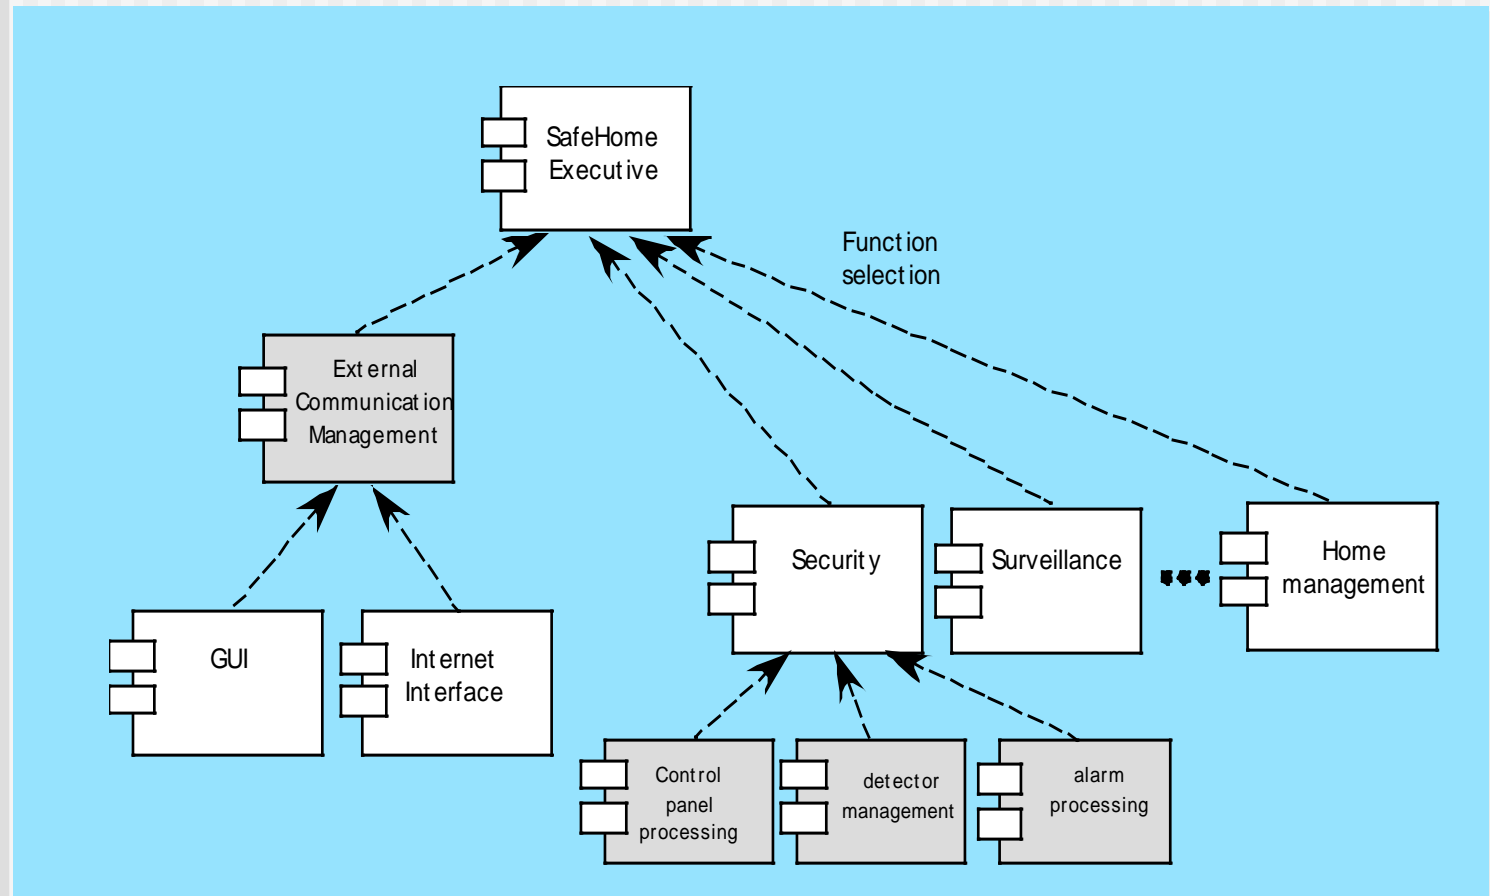 SafeHome
Executive
Function
selection
External
Communication
Management
Security
Surveillance
Home
management
GUI
Internet
Interface
Control
panel
processing
detector
management
alarm
processing